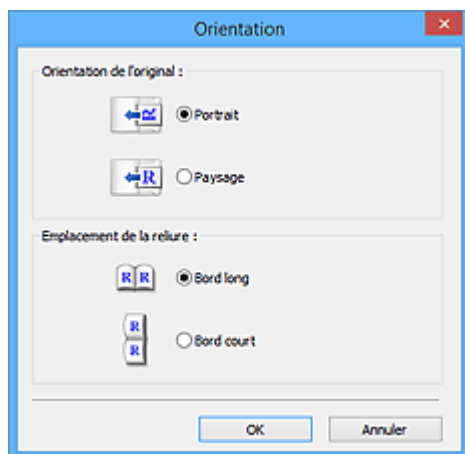 Orientation
Orientation de l'original :
Portrait
Paysage
Emplacement de la reliure :
R R
Bord long
R
R
Bord court
OK
Annuler